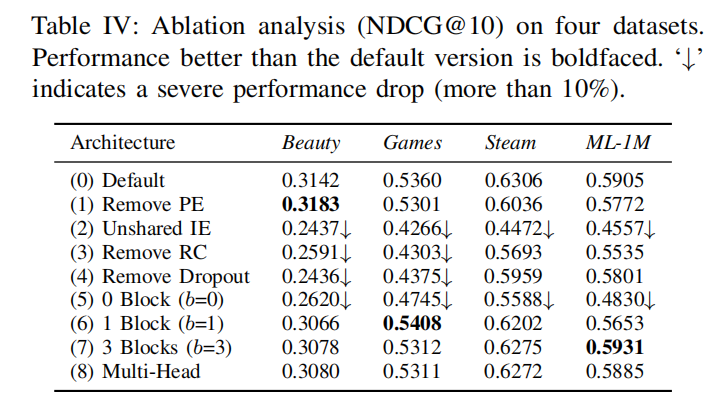 Table IV: Ablation analysis (NDCG@10) on four datasets.
Performance better than the default version is boldfaced. ‘↓’
indicates a severe performance drop (more than 10%).
Architecture Beauty Games Steam ML-1M
(0) Default 0.3142 0.5360 0.6306 0.5905
(1) Remove PE 0.3183 0.5301 0.6036 0.5772
(2) Unshared IE 0.2437↓ 0.4266↓ 0.4472↓ 0.4557↓
(3) Remove RC 0.2591↓ 0.4303↓ 0.5693 0.5535
(4) Remove Dropout 0.2436↓ 0.4375↓ 0.5959 0.5801
(5) 0 Block (b=0) 0.2620↓ 0.4745↓ 0.5588↓ 0.4830↓
(6) 1 Block (b=1) 0.3066 0.5408 0.6202 0.5653
(7) 3 Blocks (b=3) 0.3078 0.5312 0.6275 0.5931
(8) Multi-Head 0.3080 0.5311 0.6272 0.5885